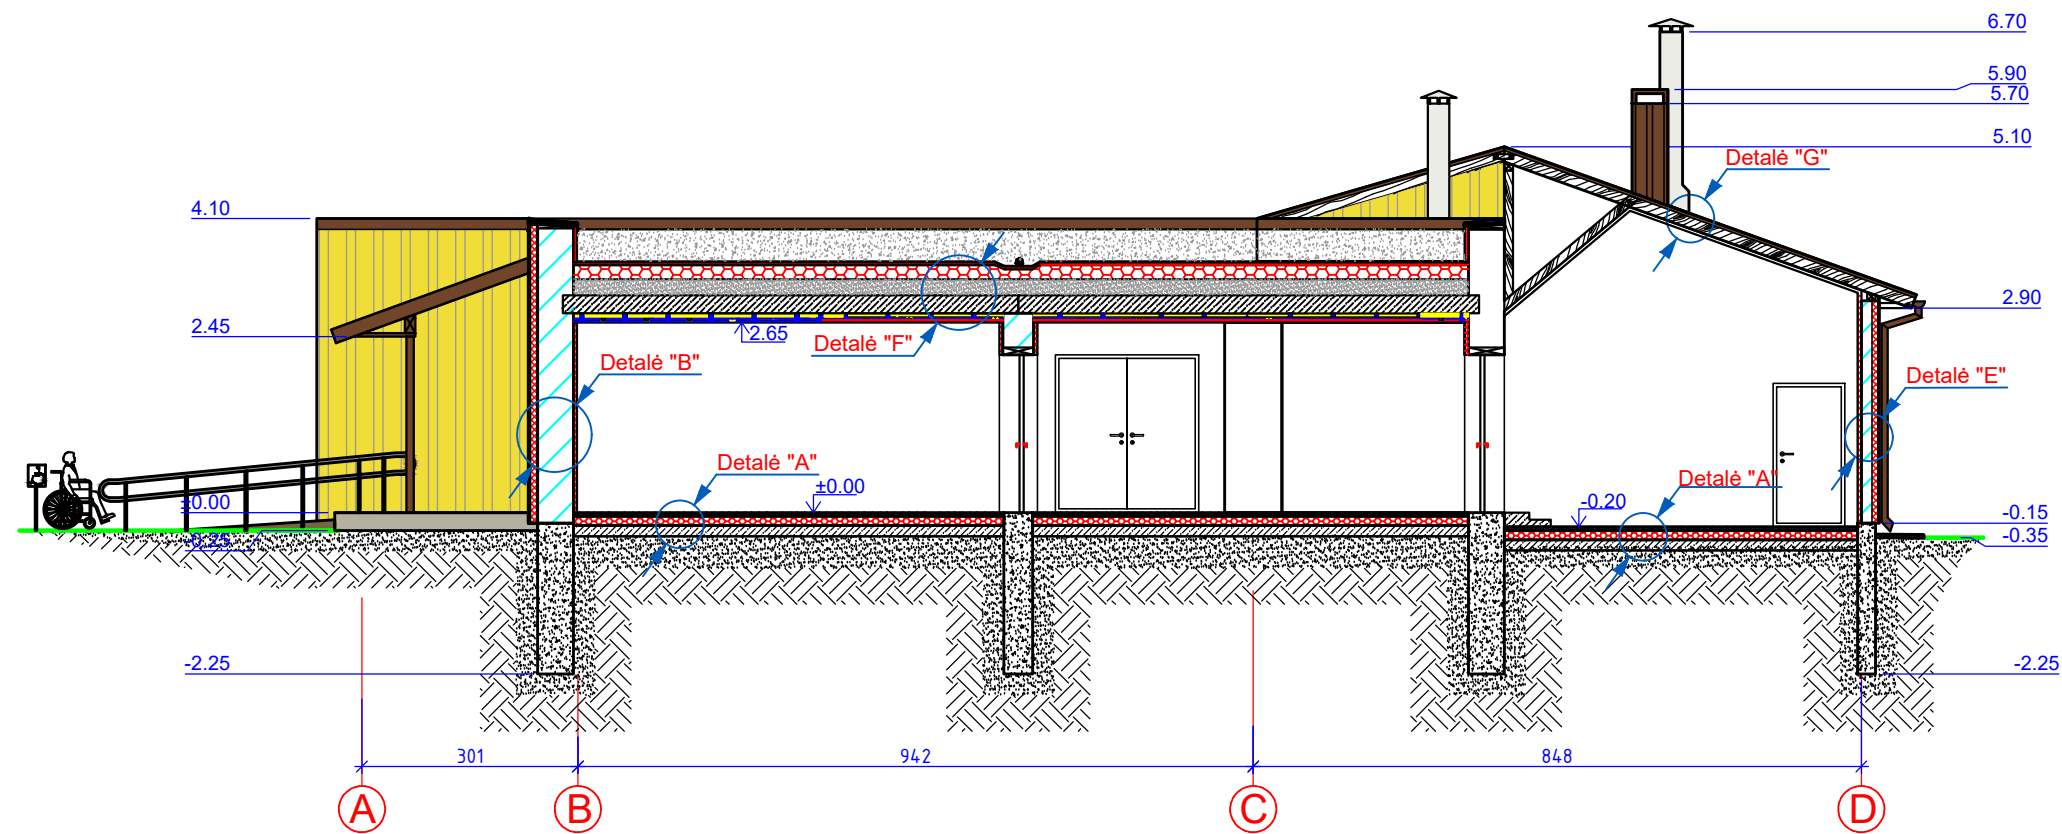 6.70
5.90
5.70
5.10
Detalė "G"
4.10
2.90
2.45
2.65
Detalė "F"
Detalė "B"
Detalė "E"
Detalė "A"
Detalė "A"
±0.00
±0.00
-0.20
-0.15
-0.25
-0.35
-2.25
-2.25
301
942
848
A
B
C
D